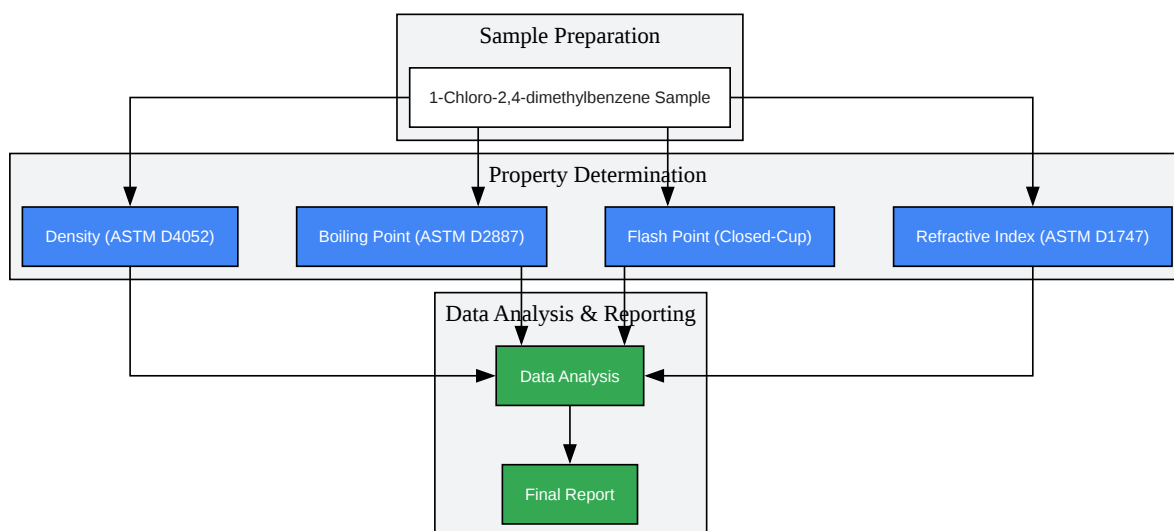 Sample Preparation
1-Chloro-2,4-dimethylbenzene Sample
Property Determination
Density (ASTM D4052)
Boiling Point (ASTM D2887)
Flash Point (Closed-Cup)
Refractive Index (ASTM D1747)
Data Analysis & Reporting
Data Analysis
Final Report